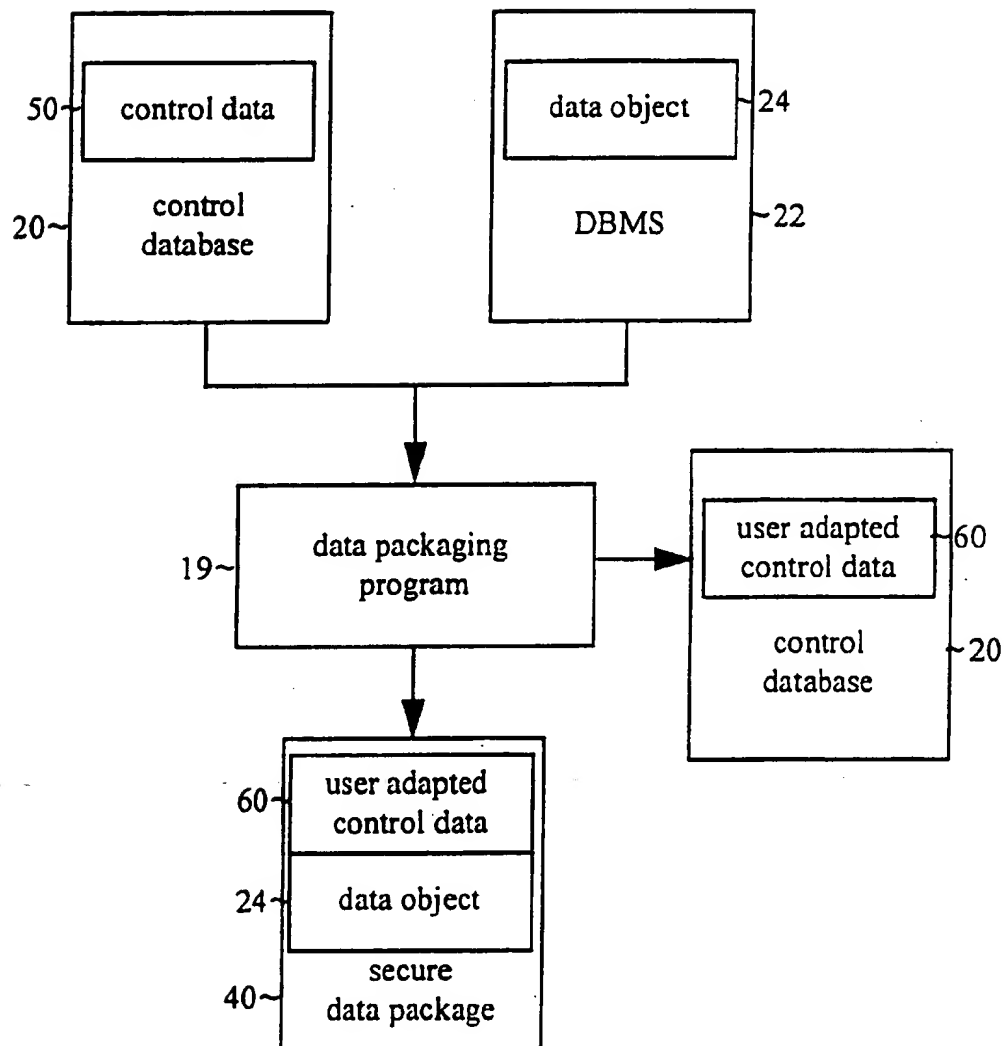 50~ control data
data object ~24
20~ control
database
DBMS ~22
19~ data packaging
program
user adapted ~60
control data
control ~20
database
60~ user adapted
control data
24~ data object
secure
40~ data package